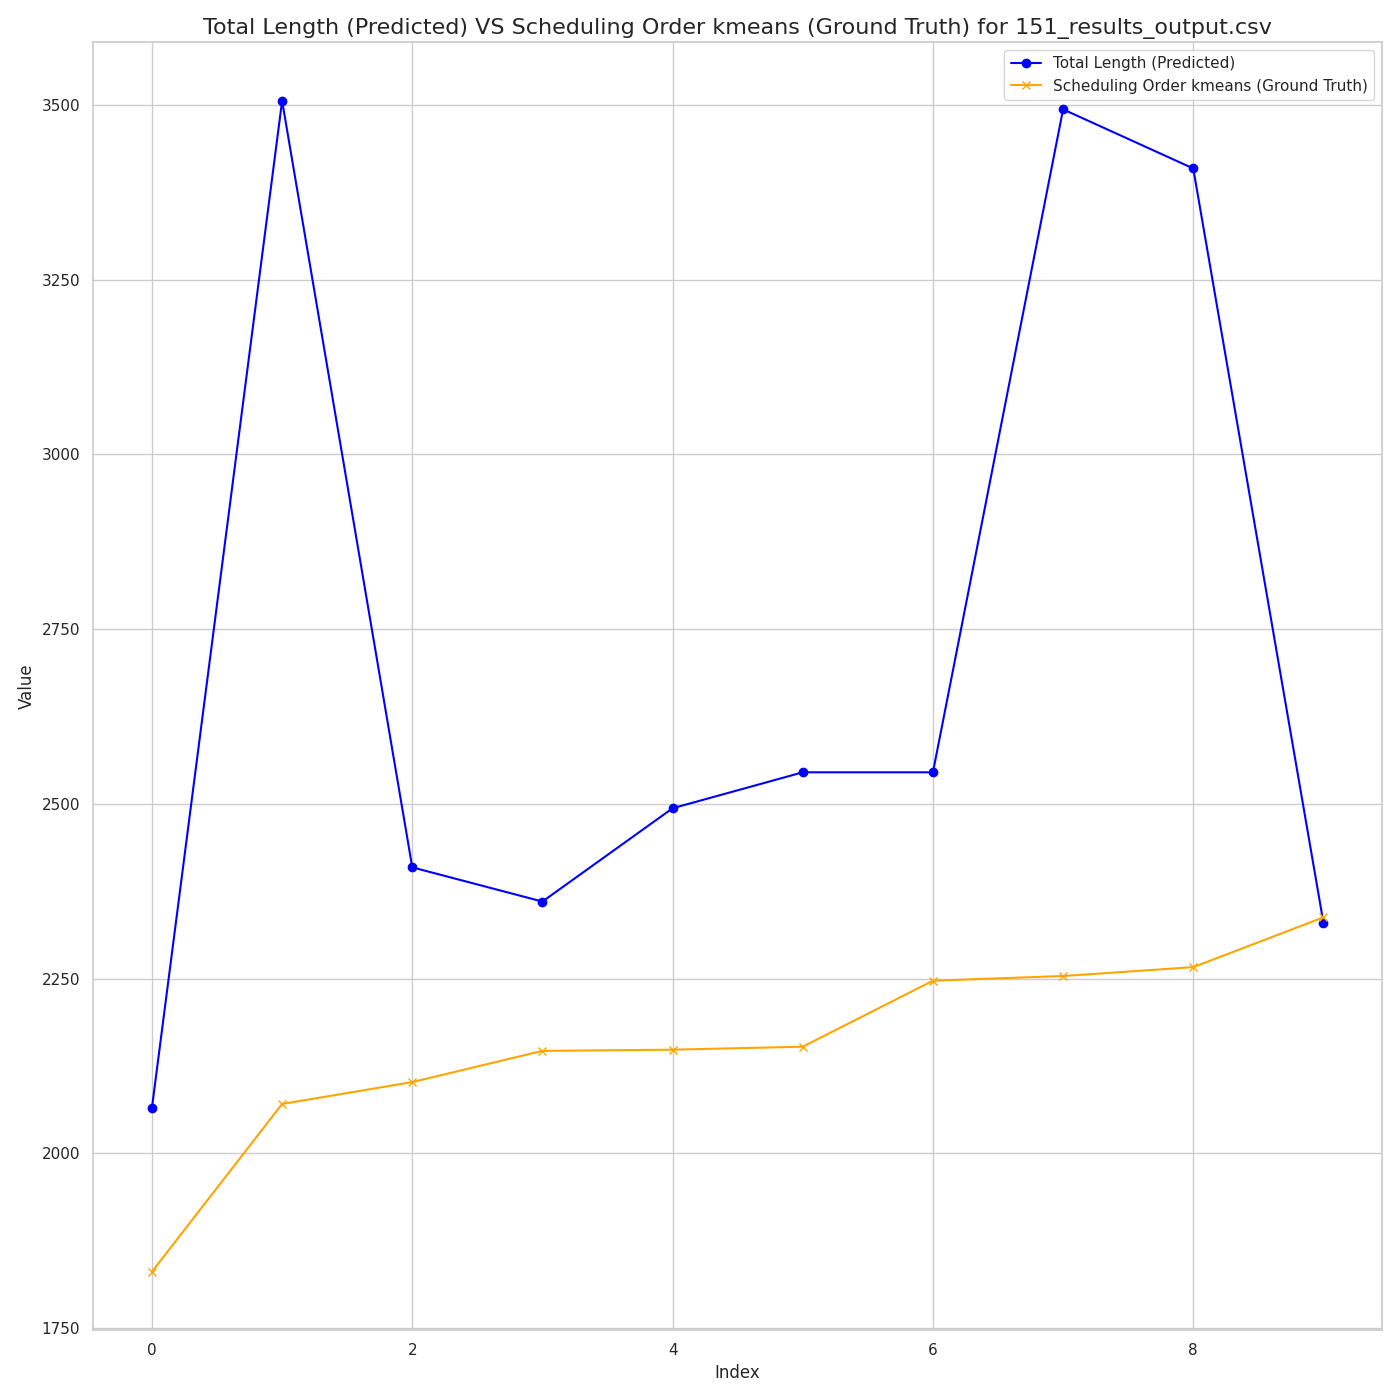 Total Length (Predicted) VS Scheduling Order kmeans (Ground Truth) for 151_results_output.csv
Total Length (Predicted)
Scheduling Order kmeans (Ground Truth)
3500
3250
3000
2750
2500
2250
2000
1750
Value
0 2 4 6 8
Index